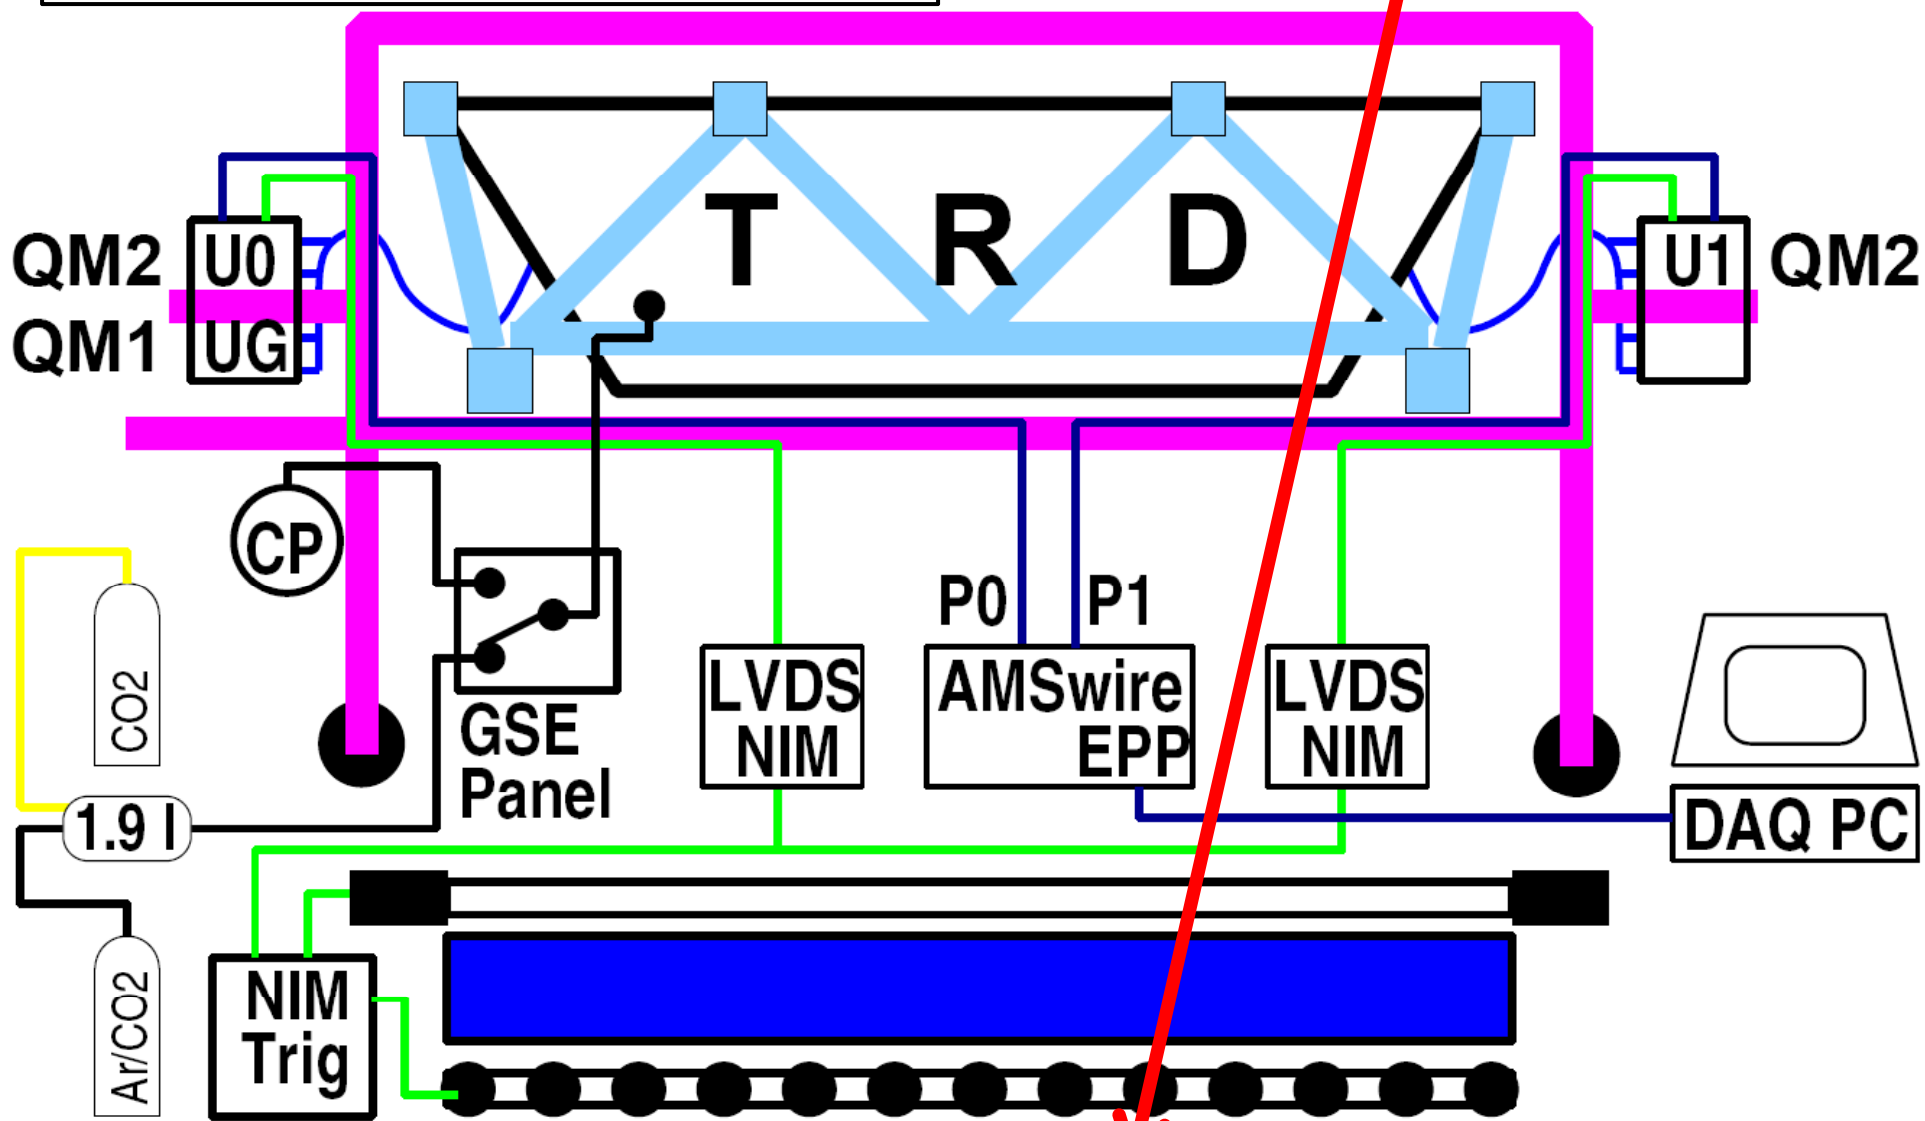 T R D
QM2
U0
QM1
UG
U1
QM2
CP
P0
P1
CO2
GSE
Panel
LVDS
NIM
AMSwire
EPP
LVDS
NIM
DAQ PC
1.9 l
NIM
Trig
Ar/CO2